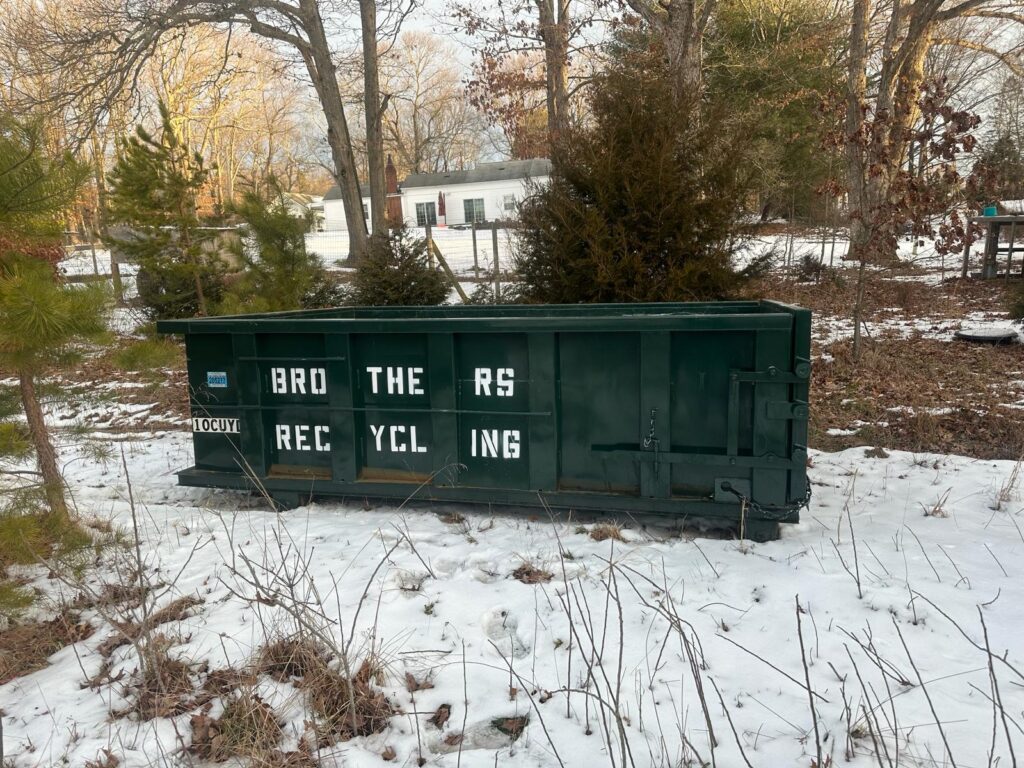 BRO THE RS
REC YCL ING
10CUYD